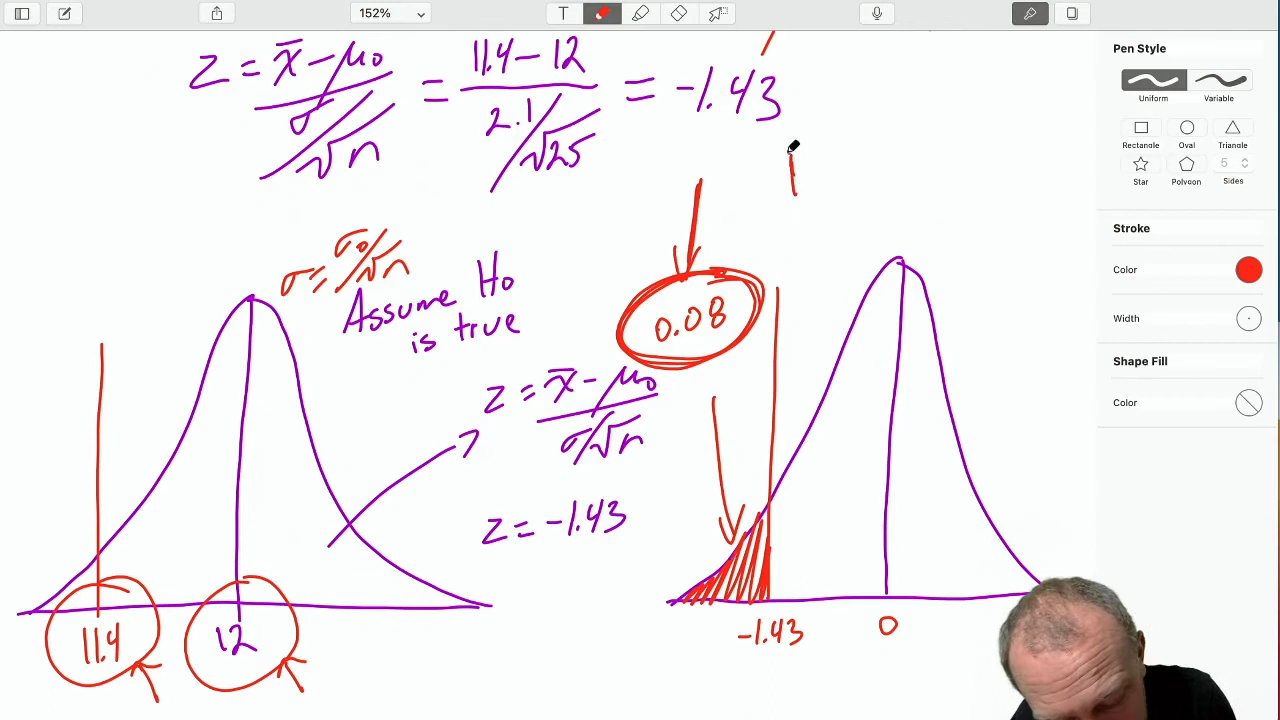 152%
T
Z = x̄ - μ₀ / σ/√n = 11.4 - 12 / 2.1/√25 = -1.43
σ = σ₀/√n
Assume H₀
is true
0.08
Z = x̄ - μ₀ / σ/√n
Z = -1.43
11.4
12
-1.43
0
Pen Style
Uniform
Variable
Rectangle
Oval
Triangle
Star
Polygon
5
Sides
Stroke
Color
Width
Shape Fill
Color